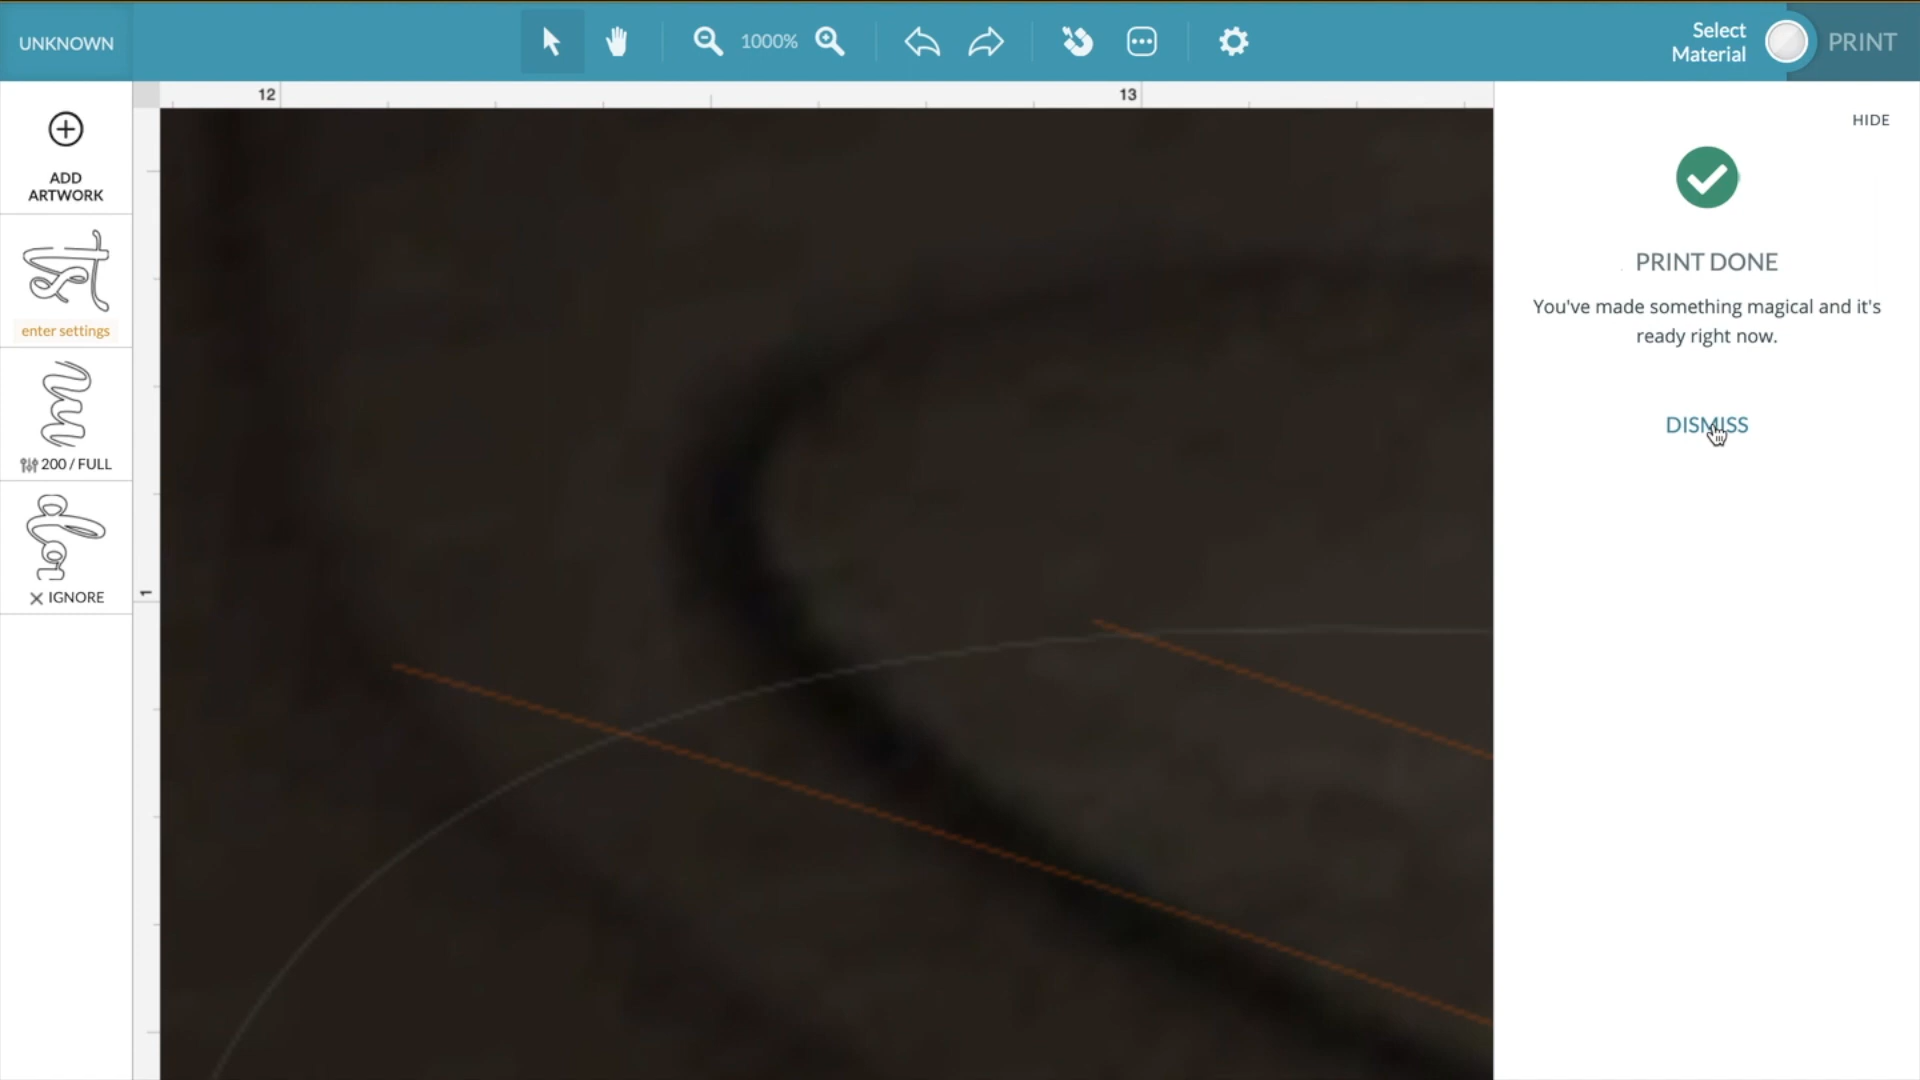 UNKNOWN
1000%
Select
Material
PRINT
12
13
HIDE
ADD
ARTWORK
PRINT DONE
You've made something magical and it's
ready right now.
enter settings
DISMISS
200 / FULL
1
IGNORE